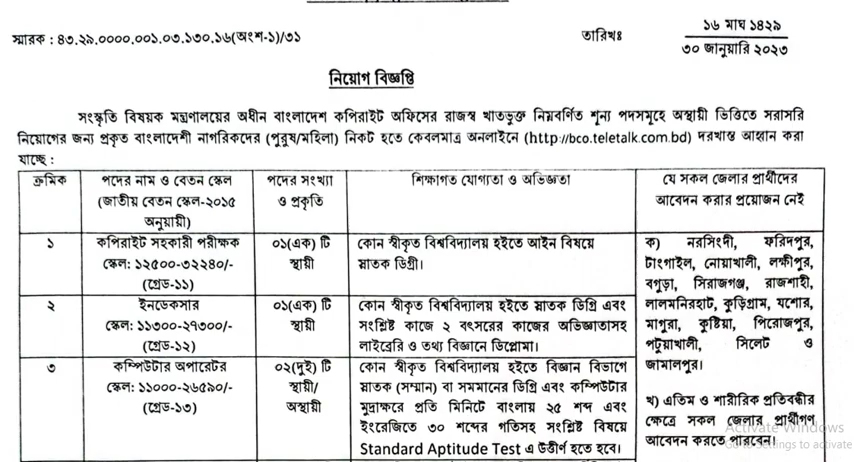 স্মারক : ৪৩.২৯.০০০০.০০১.০৩.১৩০.১৬(অংশ-১)/৩১
তারিখঃ
১৬ মাঘ ১৪২৯
৩০ জানুয়ারি ২০২৩
নিয়োগ বিজ্ঞপ্তি
সংস্কৃতি বিষয়ক মন্ত্রণালয়ের অধীন বাংলাদেশ কপিরাইট অফিসের রাজস্ব খাতভুক্ত নিম্নবর্ণিত শূন্য পদসমূহে অস্থায়ী ভিত্তিতে সরাসরি
নিয়োগের জন্য প্রকৃত বাংলাদেশী নাগরিকদের (পুরুষ/মহিলা) নিকট হতে কেবলমাত্র অনলাইনে (http://bco.teletalk.com.bd) দরখাস্ত আহ্বান করা
যাচ্ছে :
ক্রমিক
পদের নাম ও বেতন স্কেল
(জাতীয় বেতন স্কেল-২০১৫
অনুযায়ী)
পদের সংখ্যা
ও প্রকৃতি
শিক্ষাগত যোগ্যতা ও অভিজ্ঞতা
যে সকল জেলার প্রার্থীদের
আবেদন করার প্রয়োজন নেই
১
কপিরাইট সহকারী পরীক্ষক
স্কেল: ১২৫০০-৩২২৪০/-
(গ্রেড-১১)
০১(এক) টি
স্থায়ী
কোন স্বীকৃত বিশ্ববিদ্যালয় হইতে আইন বিষয়ে
স্নাতক ডিগ্রী।
২
ইনডেকসার
স্কেল: ১১৩০০-২৭৩০০/-
(গ্রেড-১২)
০১(এক) টি
স্থায়ী
কোন স্বীকৃত বিশ্ববিদ্যালয় হইতে স্নাতক ডিগ্রি এবং
সংশ্লিষ্ট কাজে ২ বৎসরের কাজের অভিজ্ঞতাসহ
লাইব্রেরি ও তথ্য বিজ্ঞানে ডিপ্লোমা।
৩
কম্পিউটার অপারেটর
স্কেল: ১১০০০-২৬৫৯০/-
(গ্রেড-১৩)
০২(দুই) টি
স্থায়ী/
অস্থায়ী
কোন স্বীকৃত বিশ্ববিদ্যালয় হইতে বিজ্ঞান বিভাগে
স্নাতক (সম্মান) বা সমমানের ডিগ্রি এবং কম্পিউটার
মুদ্রাক্ষরে প্রতি মিনিটে বাংলায় ২৫ শব্দ এবং
ইংরেজিতে ৩০ শব্দের গতিসহ সংশ্লিষ্ট বিষয়ে
Standard Aptitude Test এ উত্তীর্ণ হতে হবে।
ক) নরসিংদী, ফরিদপুর,
টাংগাইল, নোয়াখালী, লক্ষীপুর,
বগুড়া, সিরাজগঞ্জ, রাজশাহী,
লালমনিরহাট, কুড়িগ্রাম, যশোর,
মাগুরা, কুষ্টিয়া, পিরোজপুর,
পটুয়াখালী, সিলেট ও
জামালপুর।
খ) এতিম ও শারীরিক প্রতিবন্ধীর
ক্ষেত্রে সকল জেলার প্রার্থীগণ
আবেদন করতে পারবেন।
Activate Windows
Go to Settings to activate